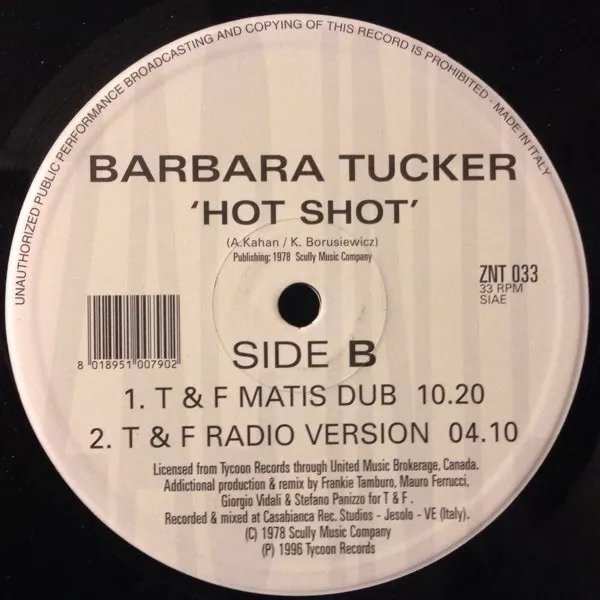 UNAUTHORIZED PUBLIC PERFORMANCE BROADCASTING AND COPYING OF THIS RECORD IS PROHIBITED - MADE IN ITALY
BARBARA TUCKER
‘HOT SHOT’
(A.Kahan / K. Borusiewicz)
Publishing: 1978 Scully Music Company
ZNT 033
33 RPM
SIAE
8 018951 007902
SIDE B
1. T & F MATIS DUB 10.20
2. T & F RADIO VERSION 04.10
Licensed from Tycoon Records through United Music Brokerage, Canada.
Addictional production & remix by Frankie Tamburo, Mauro Ferrucci,
Giorgio Vidali & Stefano Panizzo for T & F .
Recorded & mixed at Casabianca Rec. Studios - Jesolo - VE (Italy).
(C) 1978 Scully Music Company
(P) 1996 Tycoon Records